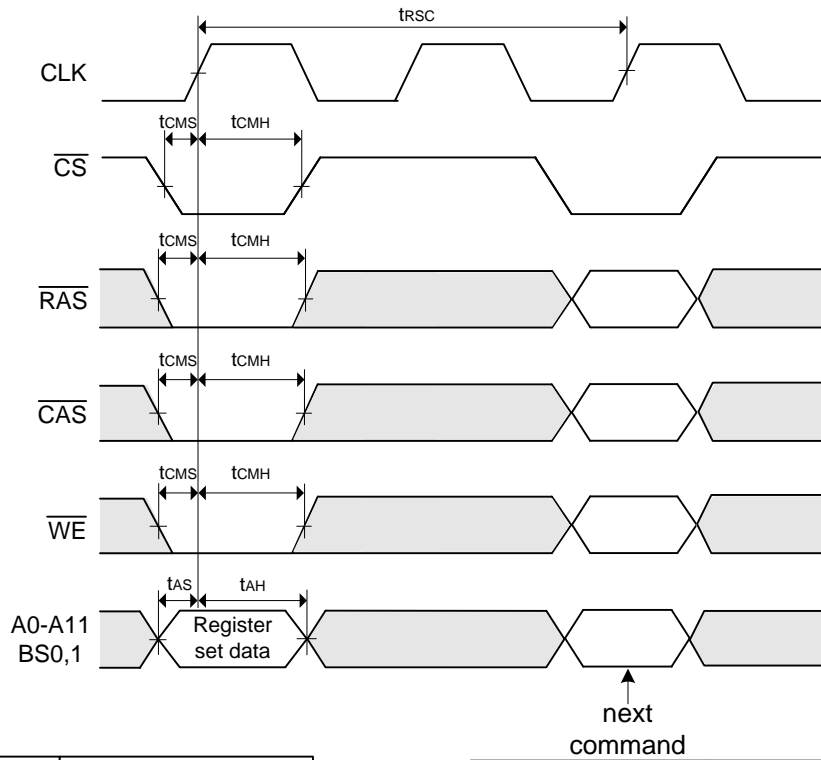 tRSC
CLK
tCMS tCMH
CS
tCMS tCMH
RAS
tCMS tCMH
CAS
tCMS tCMH
WE
tAS tAH
A0-A11
BS0,1
Register
set data
next
command